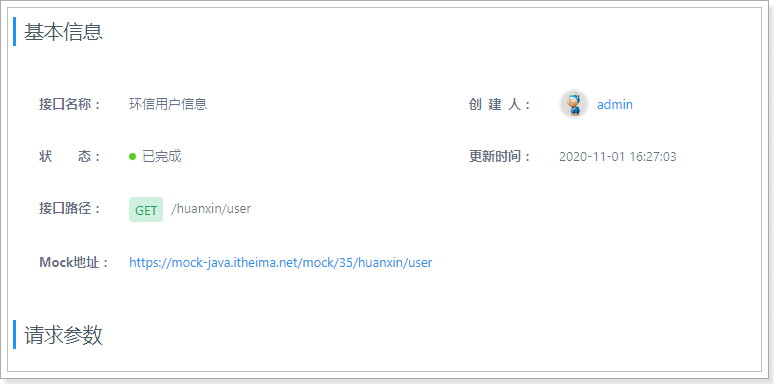 基本信息
接口名称： 环信用户信息 创 建 人： admin
状 态： 已完成 更新时间： 2020-11-01 16:27:03
接口路径： GET /huanxin/user
Mock地址： https://mock-java.itheima.net/mock/35/huanxin/user
请求参数